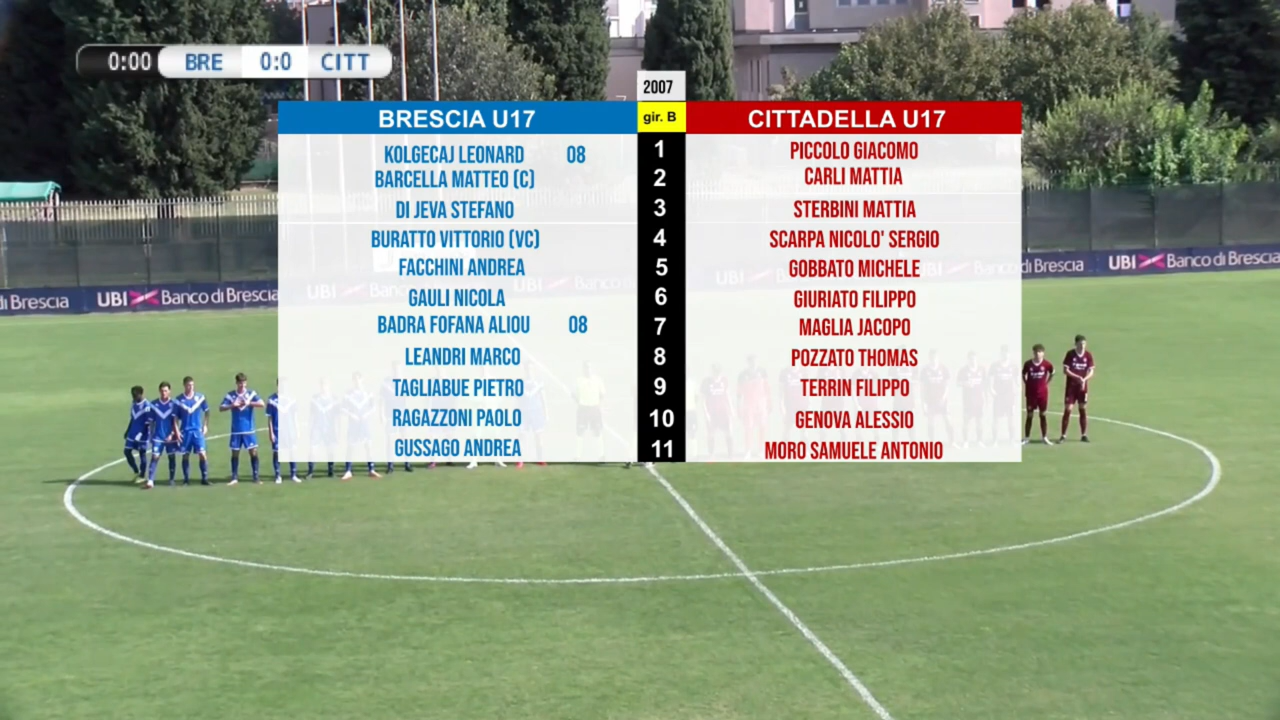 0:00 BRE 0:0 CITT
2007
BRESCIA U17 gir. B CITTADELLA U17
KOLGECAJ LEONARD 08 1 PICCOLO GIACOMO
BARCELLA MATTEO (C) 2 CARLI MATTIA
DI JEVA STEFANO 3 STERBINI MATTIA
BURATTO VITTORIO (VC) 4 SCARPA NICOLO' SERGIO
FACCHINI ANDREA 5 GOBBATO MICHELE
GAULI NICOLA 6 GIURIATO FILIPPO
BADRA FOFANA ALIOU 08 7 MAGLIA JACOPO
LEANDRI MARCO 8 POZZATO THOMAS
TAGLIABUE PIETRO 9 TERRIN FILIPPO
RAGAZZONI PAOLO 10 GENOVA ALESSIO
GUSSAGO ANDREA 11 MORO SAMUELE ANTONIO
di Brescia UBI Banco di Brescia UBI Banco di Brescia UBI Banco di Brescia